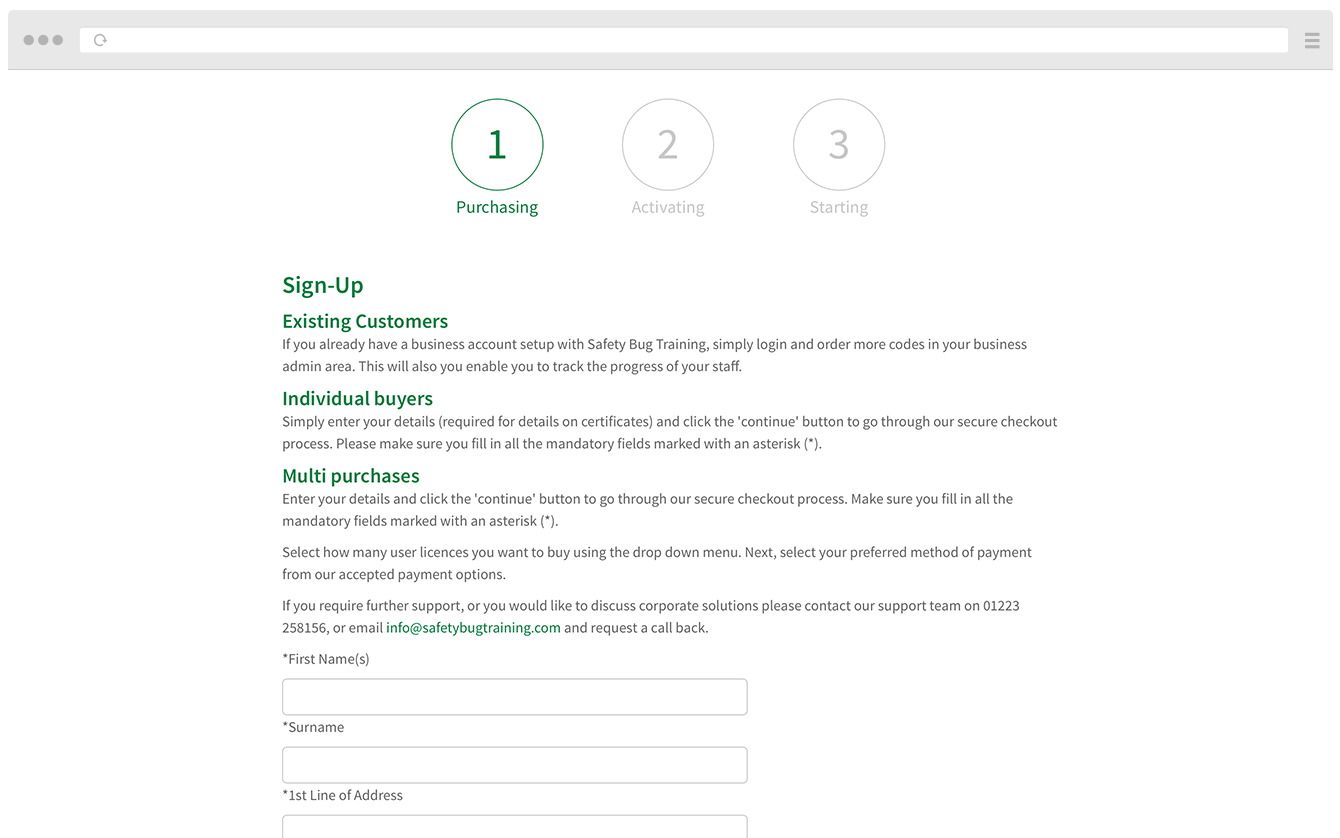 1
2
3
Purchasing
Activating
Starting
Sign-Up
Existing Customers
If you already have a business account setup with Safety Bug Training, simply login and order more codes in your business
admin area. This will also you enable you to track the progress of your staff.
Individual buyers
Simply enter your details (required for details on certificates) and click the 'continue' button to go through our secure checkout
process. Please make sure you fill in all the mandatory fields marked with an asterisk (*).
Multi purchases
Enter your details and click the 'continue' button to go through our secure checkout process. Make sure you fill in all the
mandatory fields marked with an asterisk (*).
Select how many user licences you want to buy using the drop down menu. Next, select your preferred method of payment
from our accepted payment options.
If you require further support, or you would like to discuss corporate solutions please contact our support team on 01223
258156, or email info@safetybugtraining.com and request a call back.
*First Name(s)
*Surname
*1st Line of Address